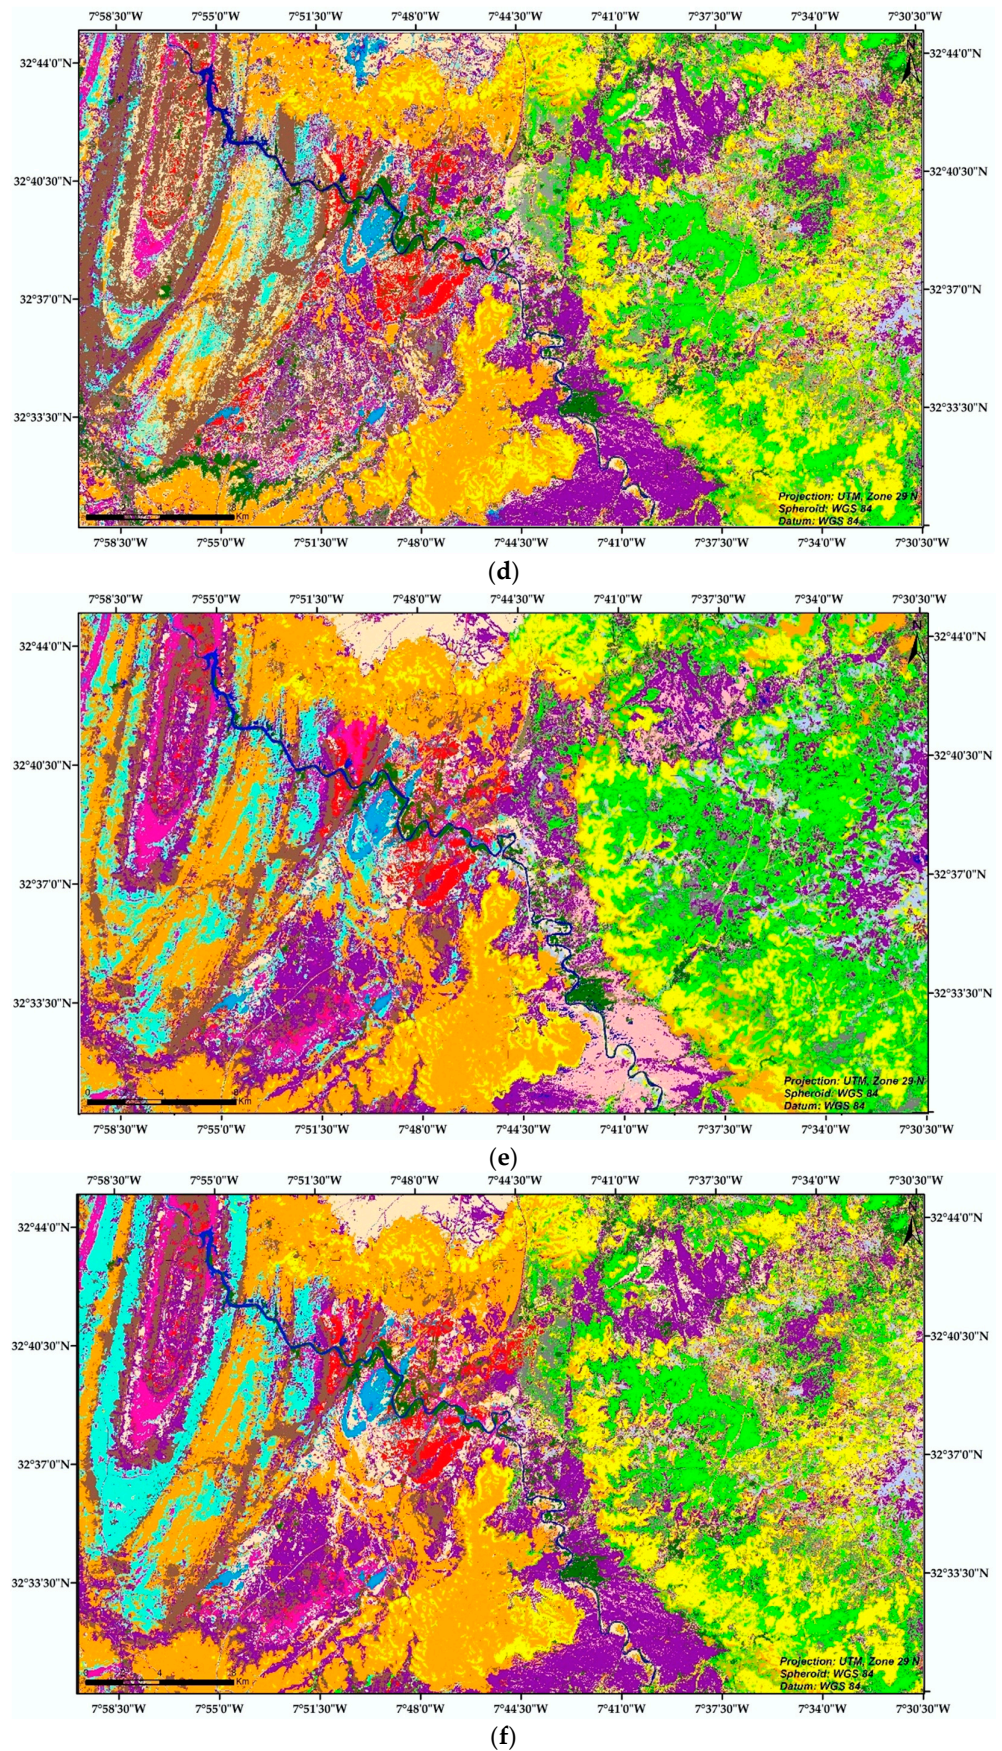 7°58'30"W 7°55'0"W 7°51'30"W 7°48'0"W 7°44'30"W 7°41'0"W 7°37'30"W 7°34'0"W 7°30'30"W
N
32°44'0"N 32°44'0"N
32°40'30"N 32°40'30"N
32°37'0"N 32°37'0"N
32°33'30"N 32°33'30"N
Projection: UTM, Zone 29 N
Spheroid: WGS 84
Datum: WGS 84
4 8 Km
7°58'30"W 7°55'0"W 7°51'30"W 7°48'0"W 7°44'30"W 7°41'0"W 7°37'30"W 7°34'0"W 7°30'30"W
(d)
7°58'30"W 7°55'0"W 7°51'30"W 7°48'0"W 7°44'30"W 7°41'0"W 7°37'30"W 7°34'0"W 7°30'30"W
N
32°44'0"N 32°44'0"N
32°40'30"N 32°40'30"N
32°37'0"N 32°37'0"N
32°33'30"N 32°33'30"N
Projection: UTM, Zone 29 N
Spheroid: WGS 84
Datum: WGS 84
0 4 8 Km
7°58'30"W 7°55'0"W 7°51'30"W 7°48'0"W 7°44'30"W 7°41'0"W 7°37'30"W 7°34'0"W 7°30'30"W
(e)
7°58'30"W 7°55'0"W 7°51'30"W 7°48'0"W 7°44'30"W 7°41'0"W 7°37'30"W 7°34'0"W 7°30'30"W
N
32°44'0"N 32°44'0"N
32°40'30"N 32°40'30"N
32°37'0"N 32°37'0"N
32°33'30"N 32°33'30"N
Projection: UTM, Zone 29 N
Spheroid: WGS 84
Datum: WGS 84
0 4 8 Km
7°58'30"W 7°55'0"W 7°51'30"W 7°48'0"W 7°44'30"W 7°41'0"W 7°37'30"W 7°34'0"W 7°30'30"W
(f)